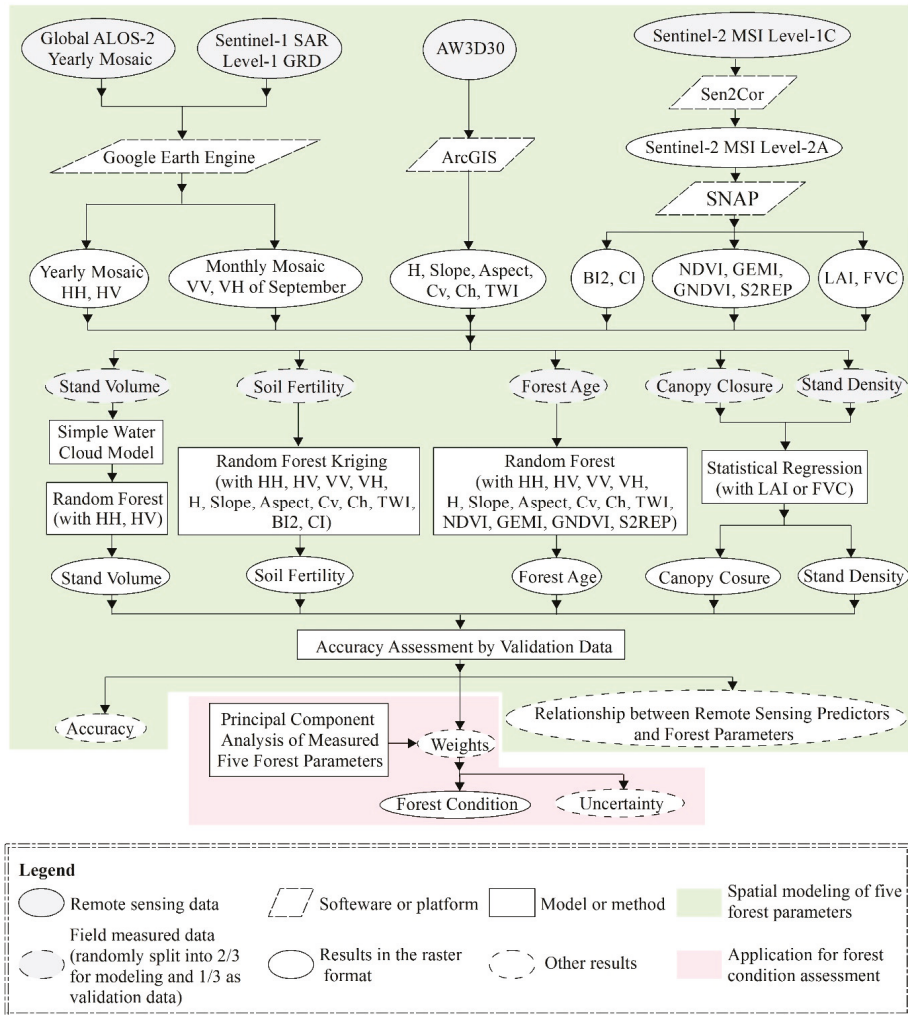 Global ALOS-2
Yearly Mosaic
Sentinel-1 SAR
Level-1 GRD
AW3D30
Sentinel-2 MSI Level-1C
Sen2Cor
Google Earth Engine
ArcGIS
Sentinel-2 MSI Level-2A
SNAP
Yearly Mosaic
HH, HV
Monthly Mosaic
VV, VH of September
H, Slope, Aspect,
Cv, Ch, TWI
BI2, CI
NDVI, GEMI,
GNDVI, S2REP
LAI, FVC
Stand Volume
Soil Fertility
Forest Age
Canopy Closure
Stand Density
Simple Water
Cloud Model
Random Forest
(with HH, HV)
Random Forest Kriging
(with HH, HV, VV, VH,
H, Slope, Aspect, Cv, Ch, TWI,
BI2, CI)
Random Forest
(with HH, HV, VV, VH,
H, Slope, Aspect, Cv, Ch, TWI,
NDVI, GEMI, GNDVI, S2REP)
Statistical Regression
(with LAI or FVC)
Stand Volume
Soil Fertility
Forest Age
Canopy Cosure
Stand Density
Accuracy Assessment by Validation Data
Accuracy
Principal Component
Analysis of Measured
Five Forest Parameters
Weights
Relationship between Remote Sensing Predictors
and Forest Parameters
Forest Condition
Uncertainty
Legend
Remote sensing data
Softeware or platform
Model or method
Spatial modeling of five
forest parameters
Field measured data
(randomly split into 2/3
for modeling and 1/3 as
validation data)
Results in the raster
format
Other results
Application for forest
condition assessment